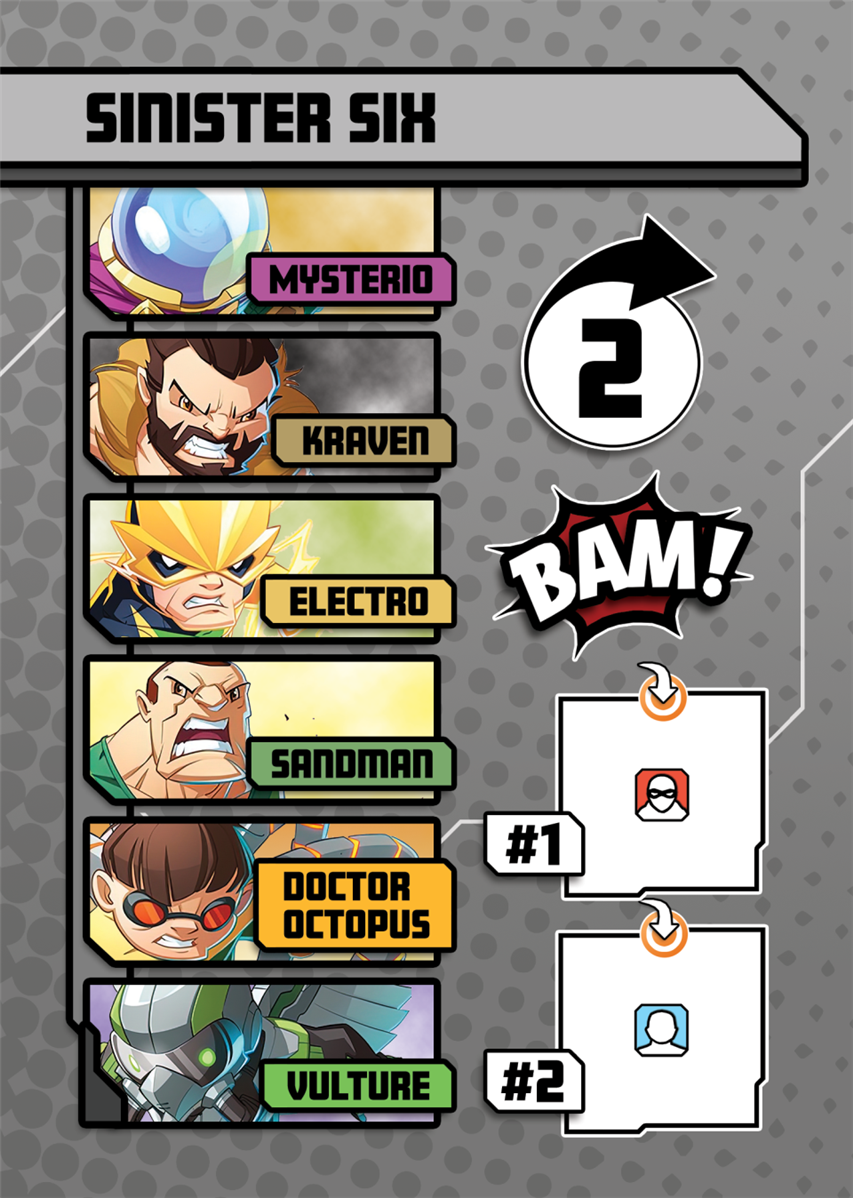 SINISTER SIX
MYSTERIO
KRAVEN
ELECTRO
SANDMAN
DOCTOR
OCTOPUS
VULTURE
2
BAM!
#1
#2